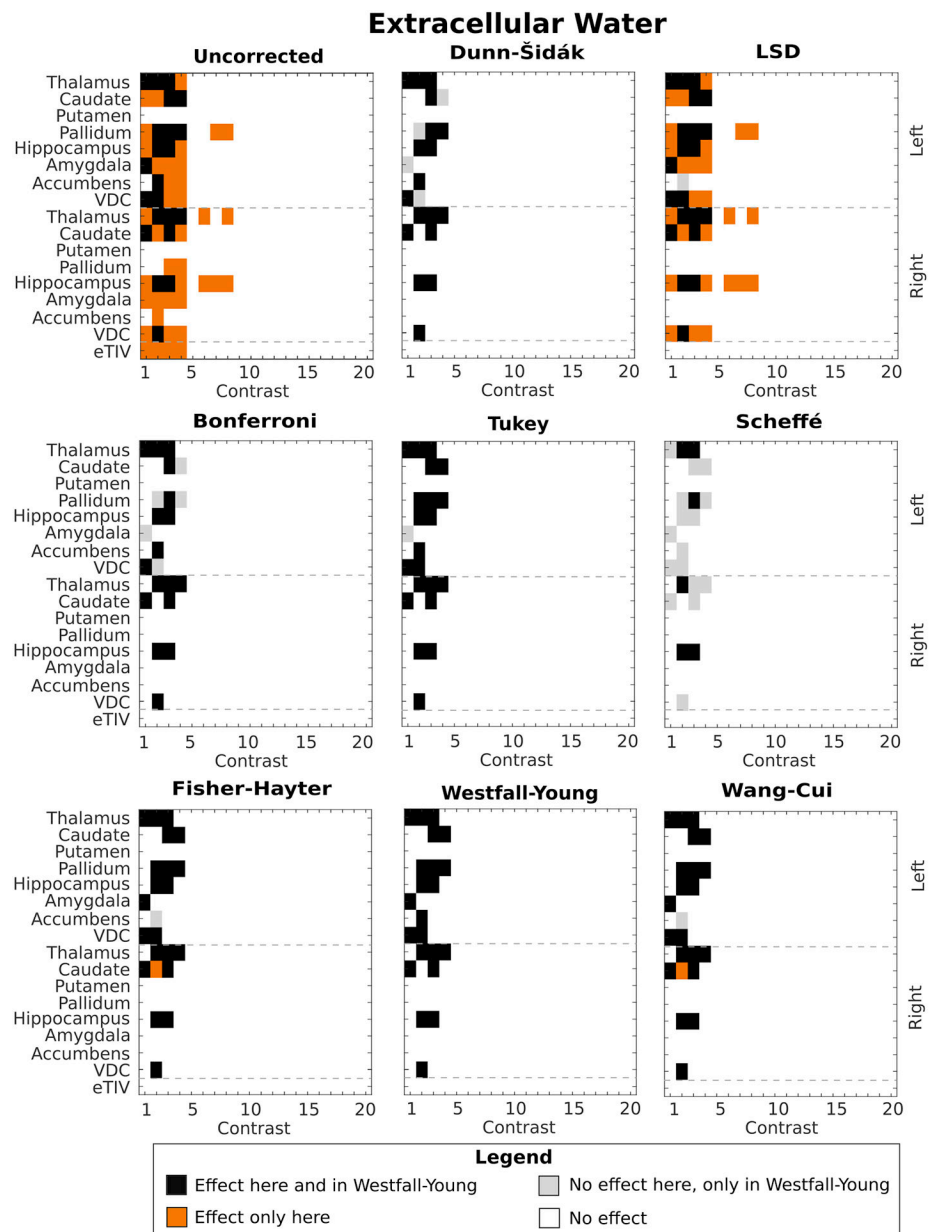 Extracellular Water
Uncorrected
Dunn-Šidák
LSD
Thalamus
Caudate
Putamen
Pallidum
Hippocampus
Amygdala
Accumbens
VDC
Thalamus
Caudate
Putamen
Pallidum
Hippocampus
Amygdala
Accumbens
VDC
eTIV
Left
Right
1 5 10 15 20
1 5 10 15 20
1 5 10 15 20
Contrast
Contrast
Contrast
Bonferroni
Tukey
Scheffé
Thalamus
Caudate
Putamen
Pallidum
Hippocampus
Amygdala
Accumbens
VDC
Thalamus
Caudate
Putamen
Pallidum
Hippocampus
Amygdala
Accumbens
VDC
eTIV
Left
Right
1 5 10 15 20
1 5 10 15 20
1 5 10 15 20
Contrast
Contrast
Contrast
Fisher-Hayter
Westfall-Young
Wang-Cui
Thalamus
Caudate
Putamen
Pallidum
Hippocampus
Amygdala
Accumbens
VDC
Thalamus
Caudate
Putamen
Pallidum
Hippocampus
Amygdala
Accumbens
VDC
eTIV
Left
Right
1 5 10 15 20
1 5 10 15 20
1 5 10 15 20
Contrast
Contrast
Contrast
Legend
Effect here and in Westfall-Young
No effect here, only in Westfall-Young
Effect only here
No effect